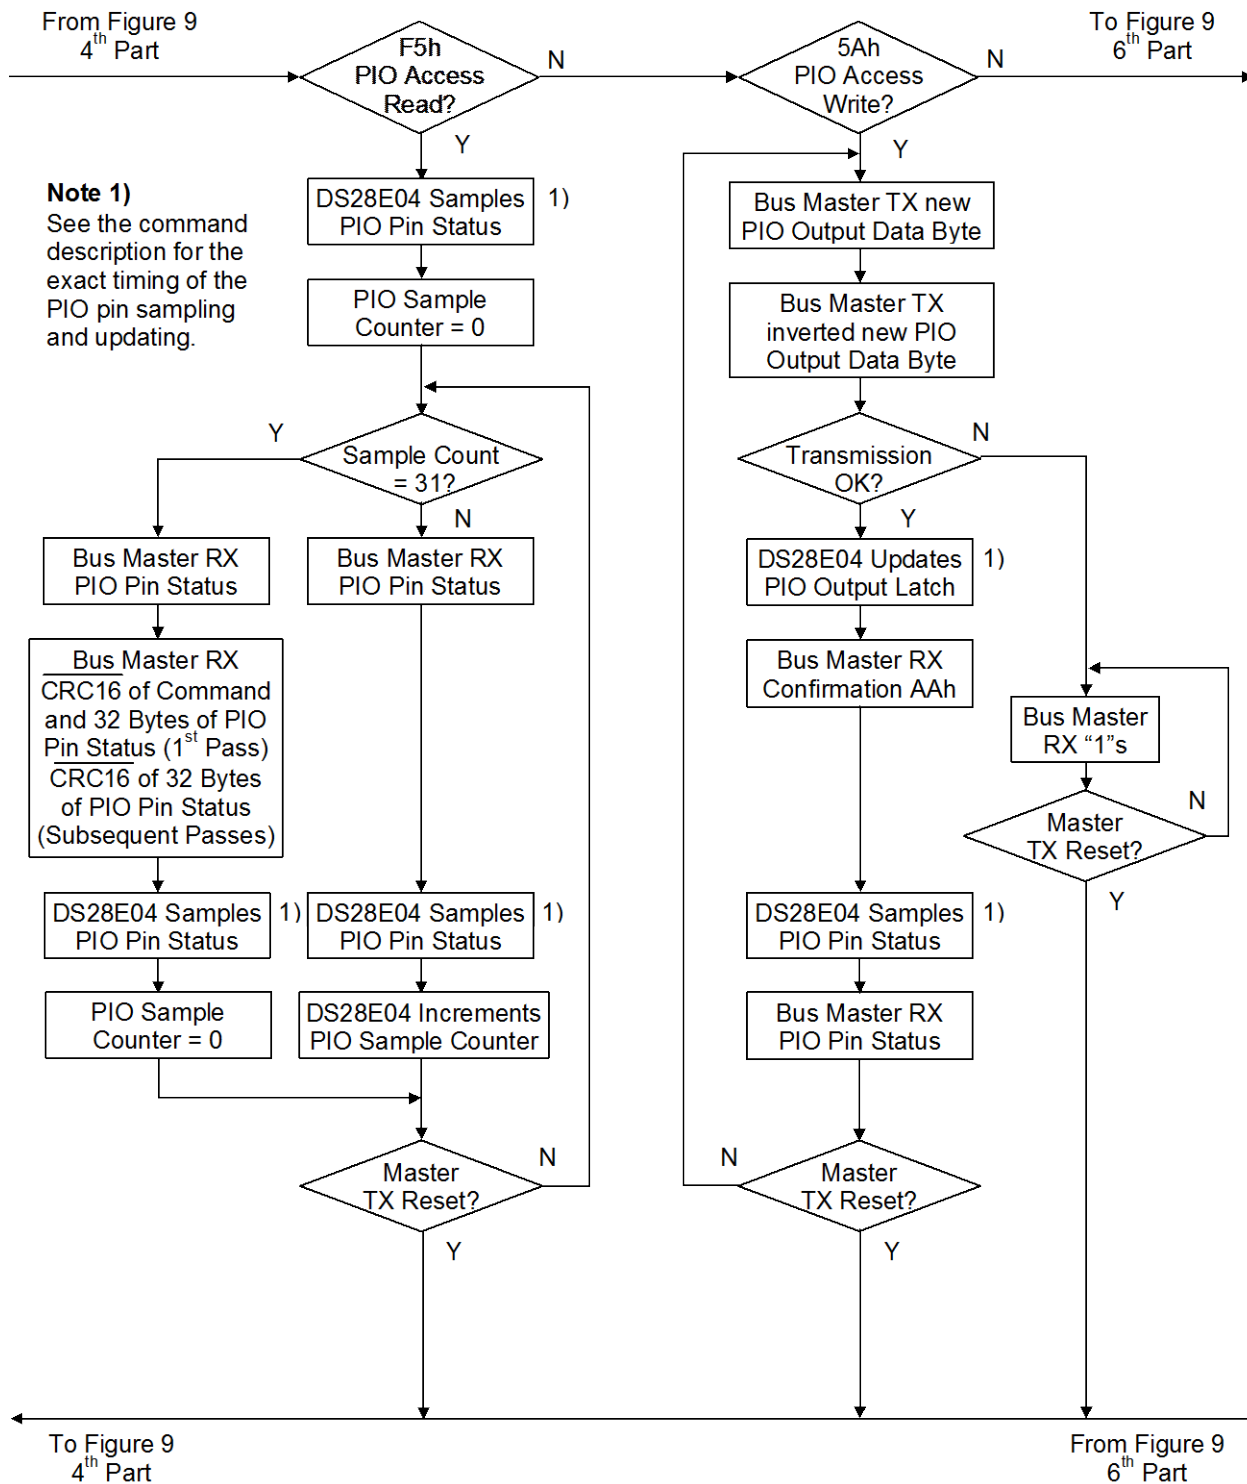 From Figure 9
4th Part
F5h
PIO Access
Read?
N
5Ah
PIO Access
Write?
N
To Figure 9
6th Part
Y
Y
Note 1)
See the command
description for the
exact timing of the
PIO pin sampling
and updating.
DS28E04 Samples
PIO Pin Status
1)
PIO Sample
Counter = 0
Bus Master TX new
PIO Output Data Byte
Bus Master TX
inverted new PIO
Output Data Byte
Y
Sample Count
= 31?
N
Transmission
OK?
N
Y
Bus Master RX
PIO Pin Status
Bus Master RX
PIO Pin Status
DS28E04 Updates
PIO Output Latch
1)
Bus Master RX
CRC16 of Command
and 32 Bytes of PIO
Pin Status (1st Pass)
CRC16 of 32 Bytes
of PIO Pin Status
(Subsequent Passes)
Bus Master RX
Confirmation AAh
Bus Master
RX “1”s
Master
TX Reset?
N
Y
DS28E04 Samples
PIO Pin Status
1)
DS28E04 Samples
PIO Pin Status
1)
DS28E04 Samples
PIO Pin Status
1)
PIO Sample
Counter = 0
DS28E04 Increments
PIO Sample Counter
Bus Master RX
PIO Pin Status
Master
TX Reset?
N
Y
N
Master
TX Reset?
Y
To Figure 9
4th Part
From Figure 9
6th Part